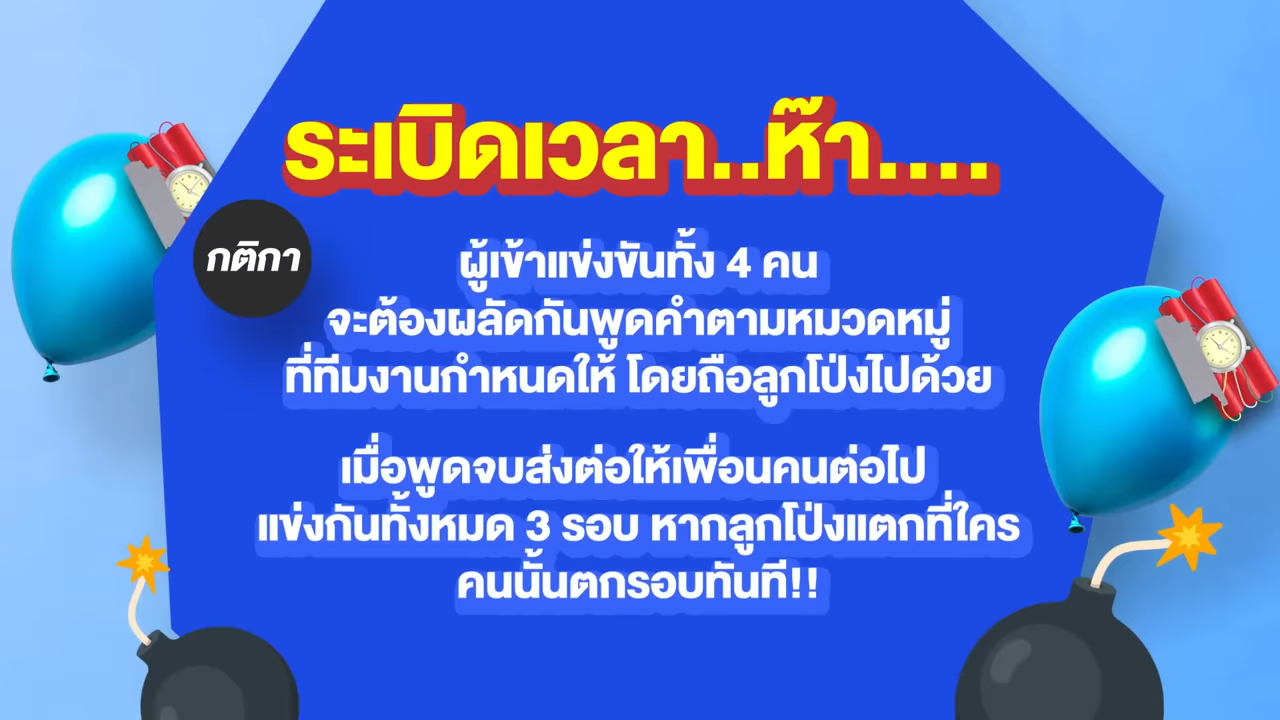 ระเบิดเวลา..ห๊า....
กติกา
ผู้เข้าแข่งขันทั้ง 4 คน
จะต้องผลัดกันพูดคำตามหมวดหมู่
ที่ทีมงานกำหนดให้ โดยถือลูกโป่งไปด้วย
เมื่อพูดจบส่งต่อให้เพื่อนคนต่อไป
แข่งกันทั้งหมด 3 รอบ หากลูกโป่งแตกที่ใคร
คนนั้นตกรอบทันที!!